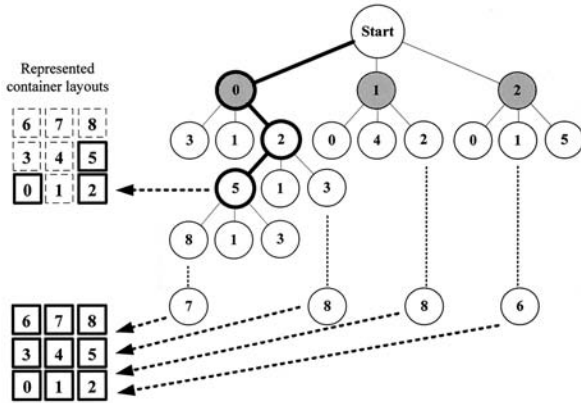 Start
Represented
container layouts
0 1 2
6 7 8
3 1 2 0 4 2 0 1 5
3 4 5
0 1 2
5 1 3
8 1 3
7 8 8 6
6 7 8
3 4 5
0 1 2